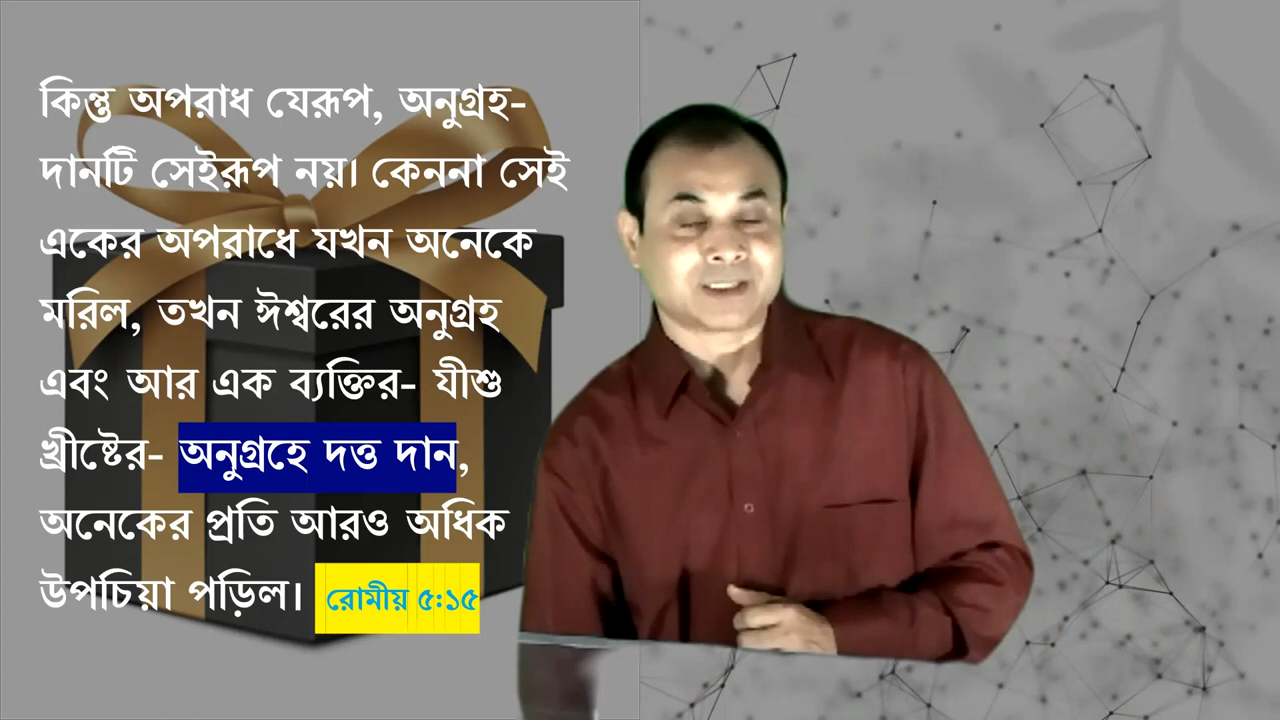 কিন্তু অপরাধ যেরূপ, অনুগ্রহ-
দানটি সেইরূপ নয়। কেননা সেই
একের অপরাধে যখন অনেকে
মরিল, তখন ঈশ্বরের অনুগ্রহ
এবং আর এক ব্যক্তির- যীশু
খ্রীষ্টের- অনুগ্রহে দত্ত দান,
অনেকের প্রতি আরও অধিক
উপচিয়া পড়িল। রোমীয় ৫:১৫